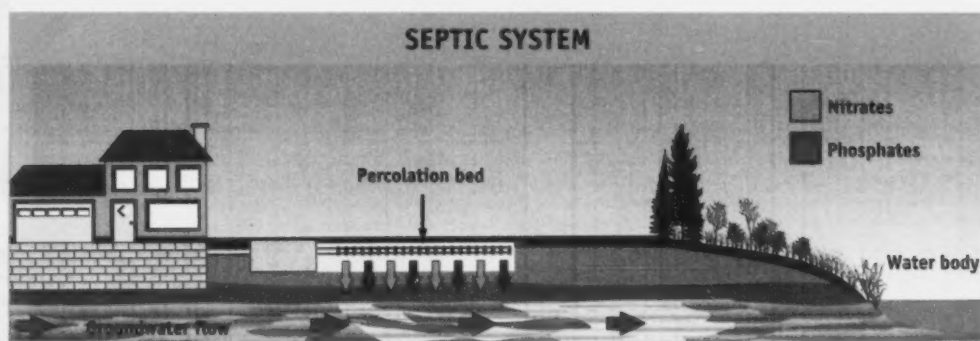 SEPTIC SYSTEM
Nitrates
Phosphates
Percolation bed
Water body
Groundwater flow